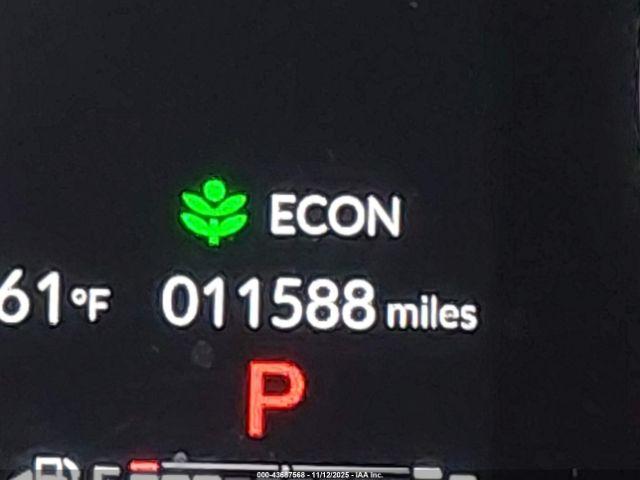 ECON
61°F 011588 miles
P
000-43687568 - 11/12/2025 - IAA Inc.